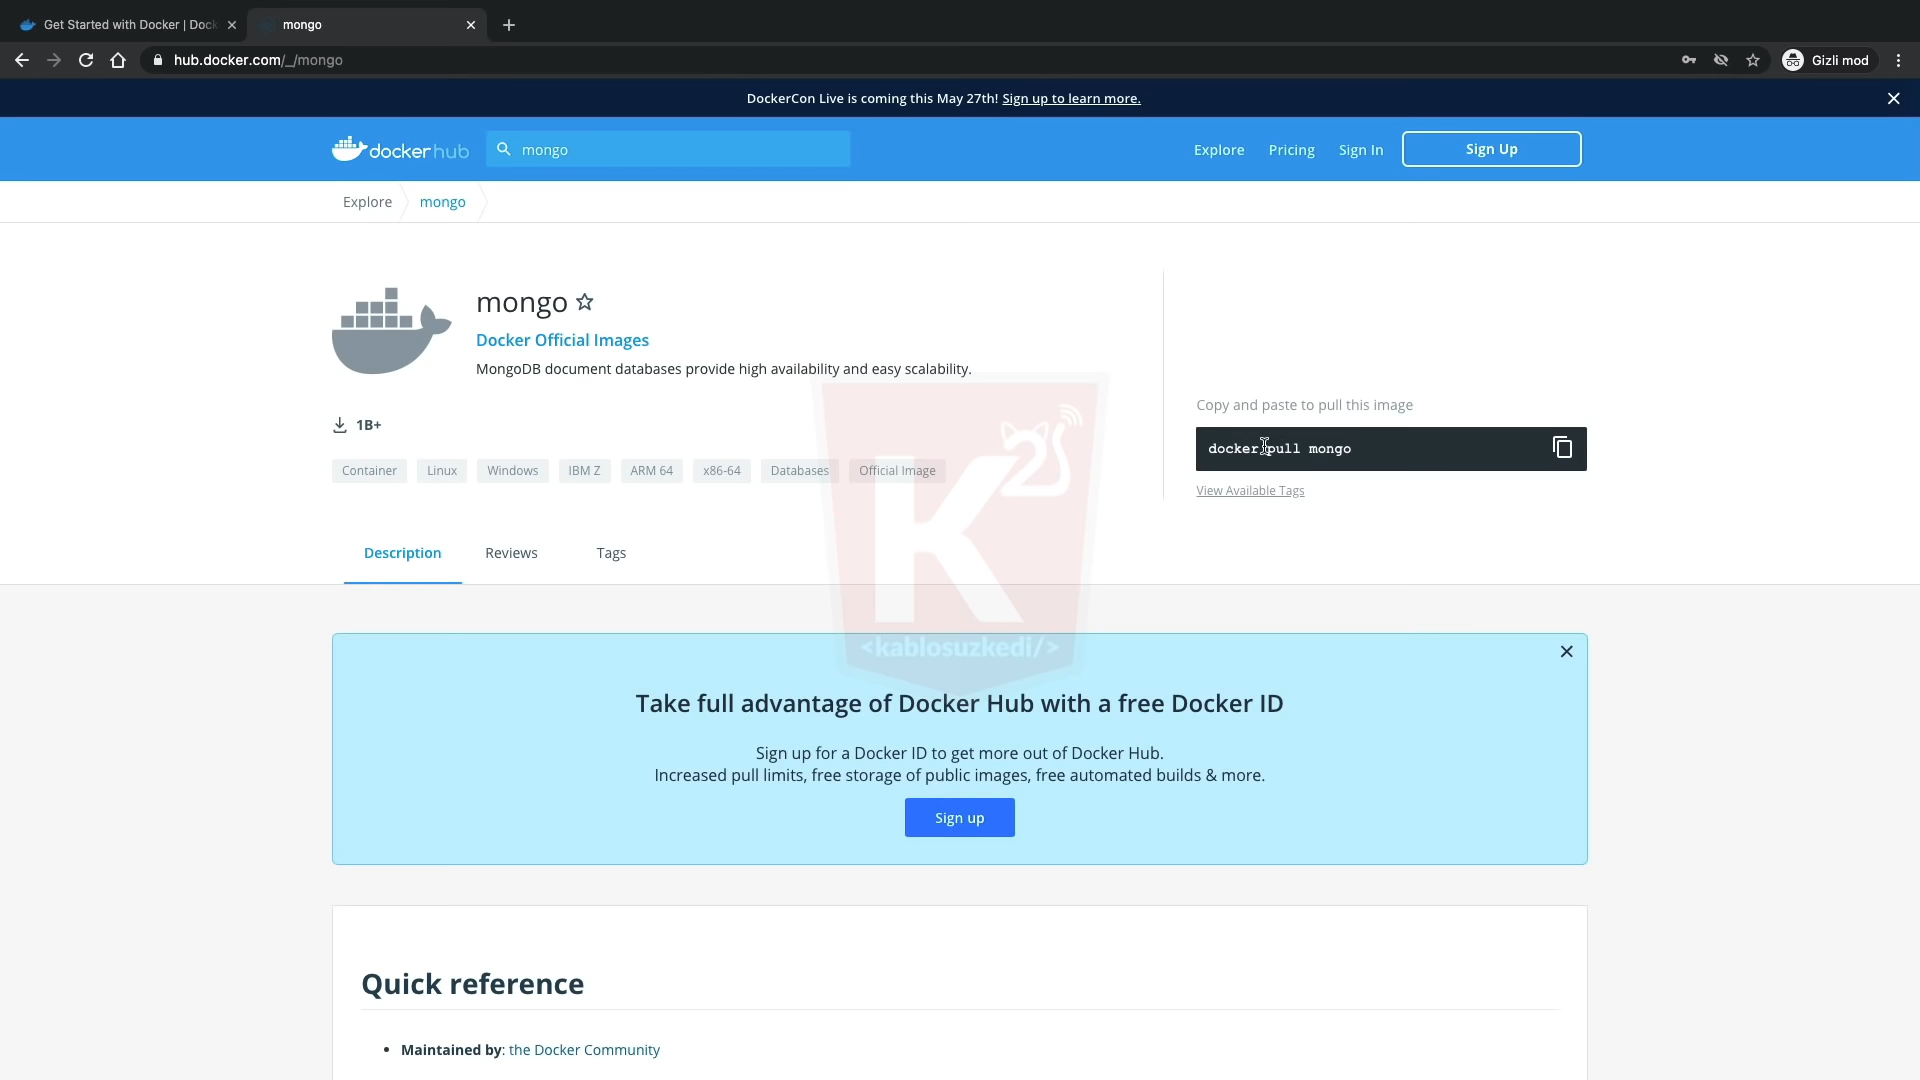 Get Started with Docker | Dock
mongo
hub.docker.com/_/mongo
Gizli mod
DockerCon Live is coming this May 27th! Sign up to learn more.
docker hub
mongo
Explore
Pricing
Sign In
Sign Up
Explore
mongo
mongo
Docker Official Images
MongoDB document databases provide high availability and easy scalability.
1B+
Container
Linux
Windows
IBM Z
ARM 64
x86-64
Databases
Official Image
Copy and paste to pull this image
docker pull mongo
View Available Tags
Description
Reviews
Tags
K
<kablosuzkedi/>
Take full advantage of Docker Hub with a free Docker ID
Sign up for a Docker ID to get more out of Docker Hub.
Increased pull limits, free storage of public images, free automated builds & more.
Sign up
Quick reference
• Maintained by: the Docker Community